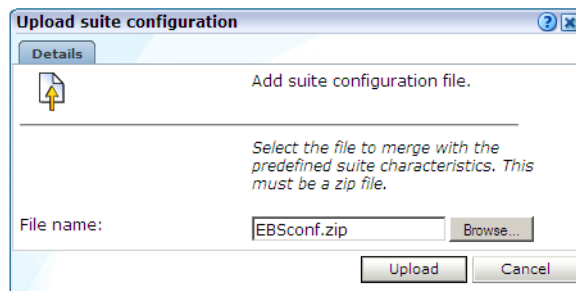 Upload suite configuration
Details
Add suite configuration file.
Select the file to merge with the
predefined suite characteristics. This
must be a zip file.
File name:
EBSconf.zip
Browse...
Upload
Cancel